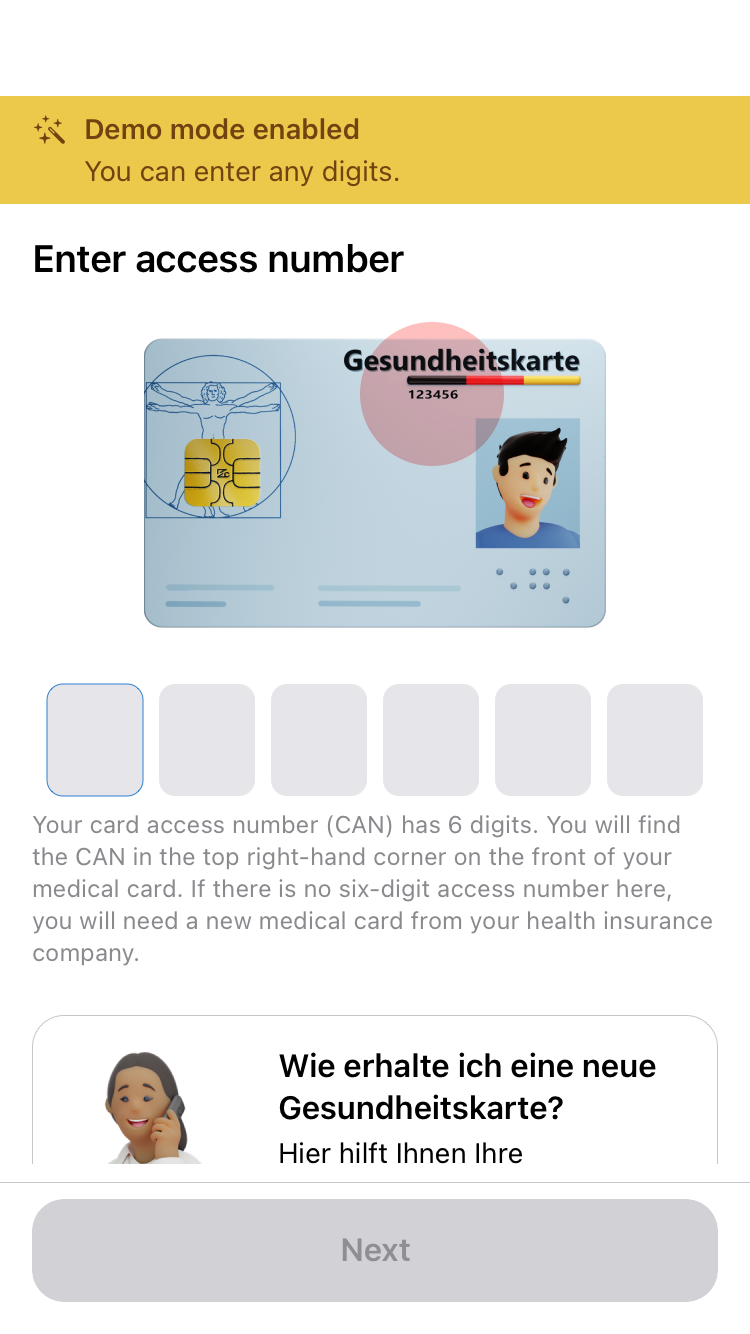 Demo mode enabled
You can enter any digits.
Enter access number
Gesundheitskarte
123456
Your card access number (CAN) has 6 digits. You will find
the CAN in the top right-hand corner on the front of your
medical card. If there is no six-digit access number here,
you will need a new medical card from your health insurance
company.
Wie erhalte ich eine neue
Gesundheitskarte?
Hier hilft Ihnen Ihre
Next